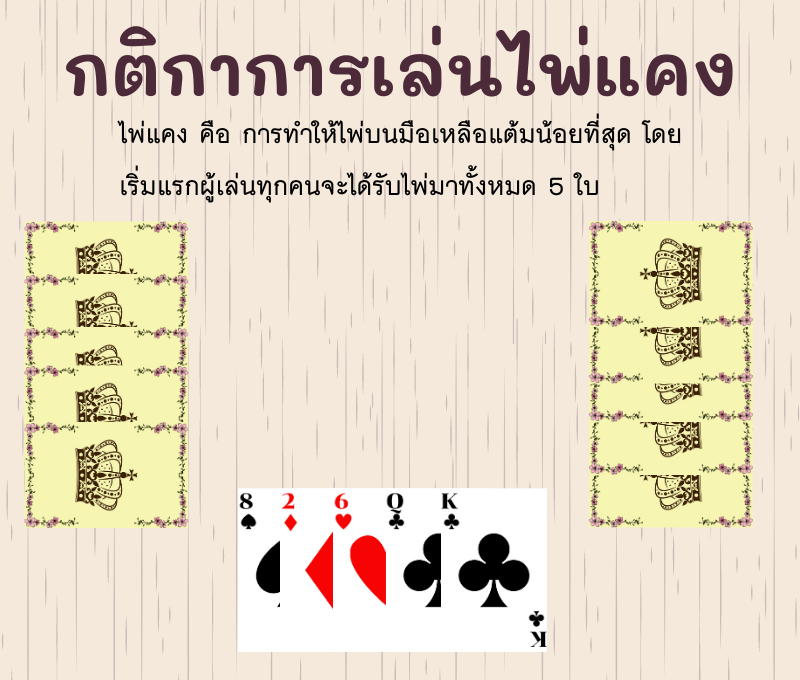 กติกาการเล่นไพ่แคง
ไพ่แคง คือ การทำให้ไพ่บนมือเหลือแต้มน้อยที่สุด โดย
เริ่มแรกผู้เล่นทุกคนจะได้รับไพ่มาทั้งหมด 5 ใบ
8 2 6 Q K
K